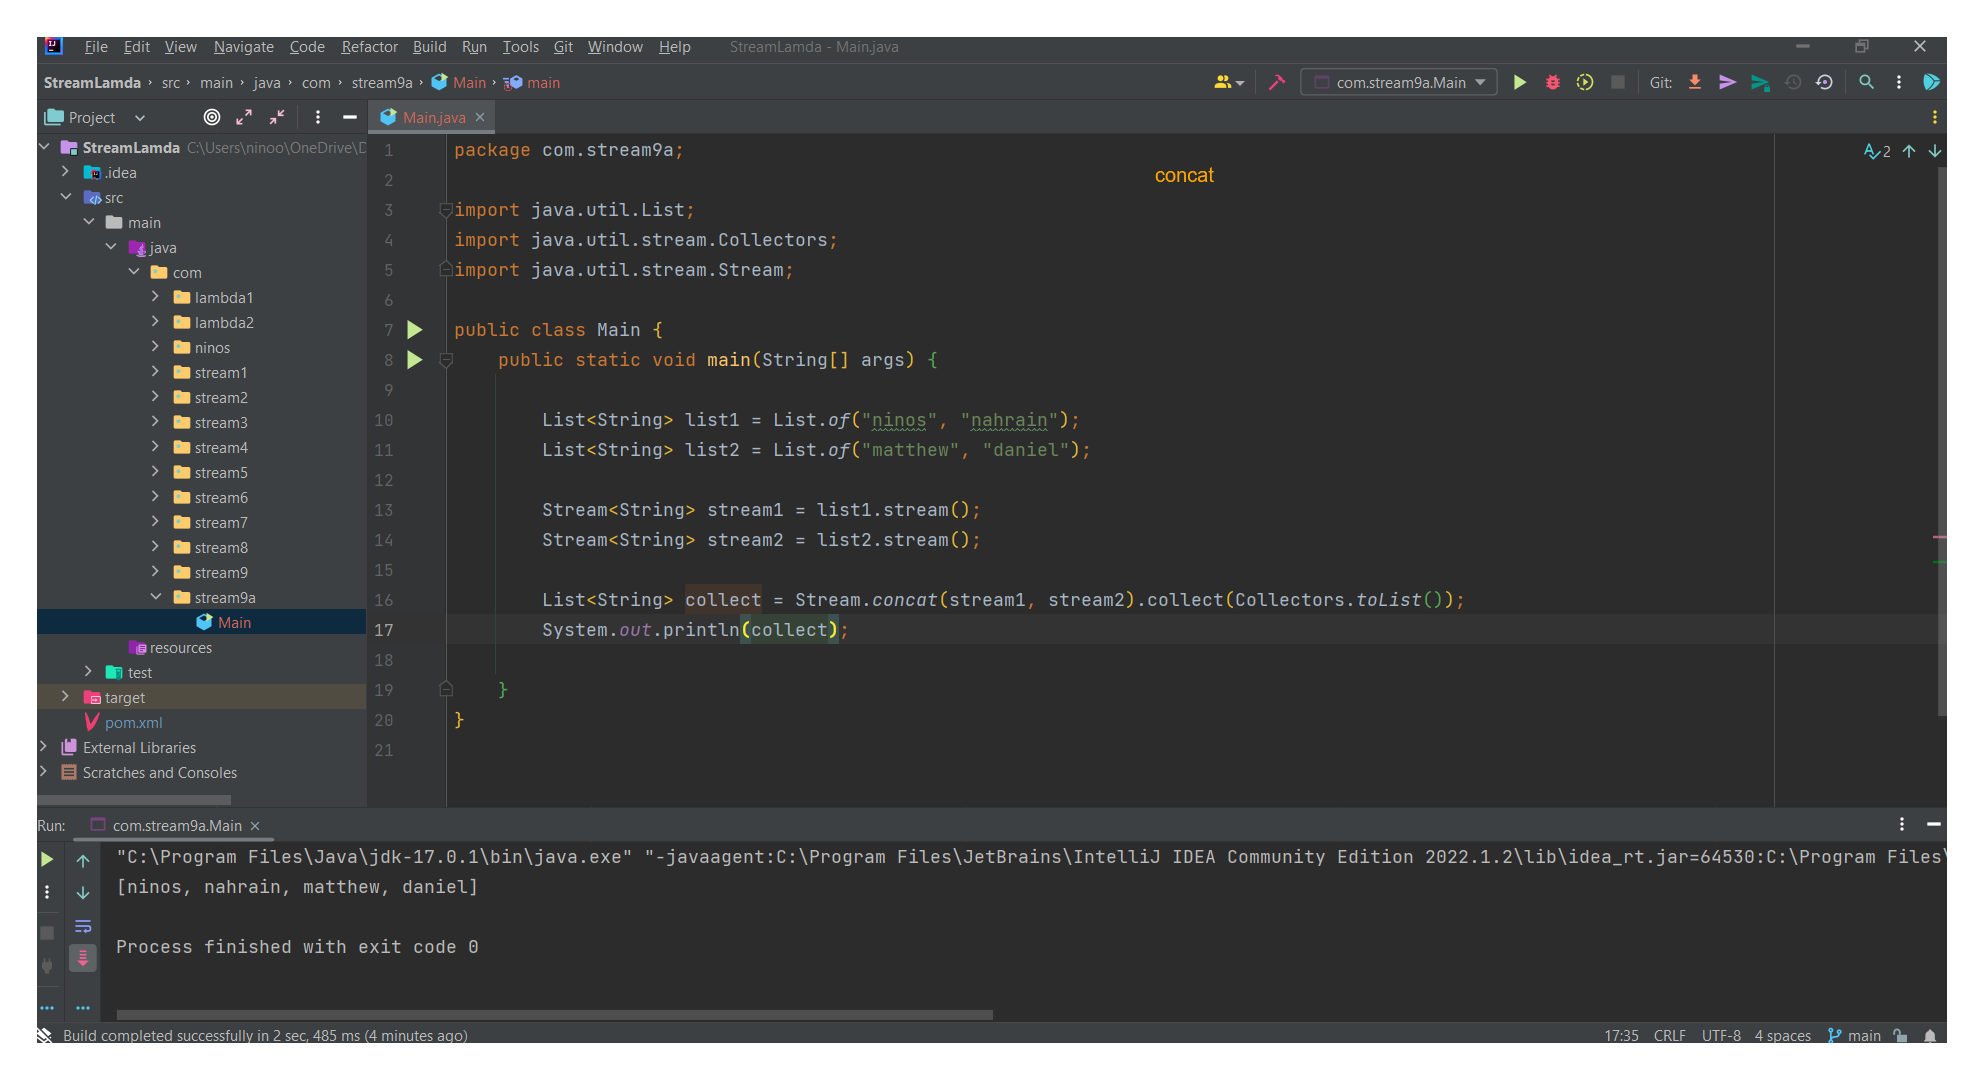 File Edit View Navigate Code Refactor Build Run Tools Git Window Help StreamLamda - Main.java
StreamLamda › src › main › java › com › stream9a › Main › main com.stream9a.Main Git:
Project Main.java
StreamLamda C:\Users\ninoo\OneDrive\D
.idea
src
main
java
com
lambda1
lambda2
ninos
stream1
stream2
stream3
stream4
stream5
stream6
stream7
stream8
stream9
stream9a
Main
resources
test
target
pom.xml
External Libraries
Scratches and Consoles
1 package com.stream9a;
2
concat
3 import java.util.List;
4 import java.util.stream.Collectors;
5 import java.util.stream.Stream;
6
7 public class Main {
8 public static void main(String[] args) {
9
10 List<String> list1 = List.of("ninos", "nahrain");
11 List<String> list2 = List.of("matthew", "daniel");
12
13 Stream<String> stream1 = list1.stream();
14 Stream<String> stream2 = list2.stream();
15
16 List<String> collect = Stream.concat(stream1, stream2).collect(Collectors.toList());
17 System.out.println(collect);
18
19 }
20 }
21
2
Run: com.stream9a.Main
"C:\Program Files\Java\jdk-17.0.1\bin\java.exe" "-javaagent:C:\Program Files\JetBrains\IntelliJ IDEA Community Edition 2022.1.2\lib\idea_rt.jar=64530:C:\Program Files\
[ninos, nahrain, matthew, daniel]
Process finished with exit code 0
Build completed successfully in 2 sec, 485 ms (4 minutes ago) 17:35 CRLF UTF-8 4 spaces main